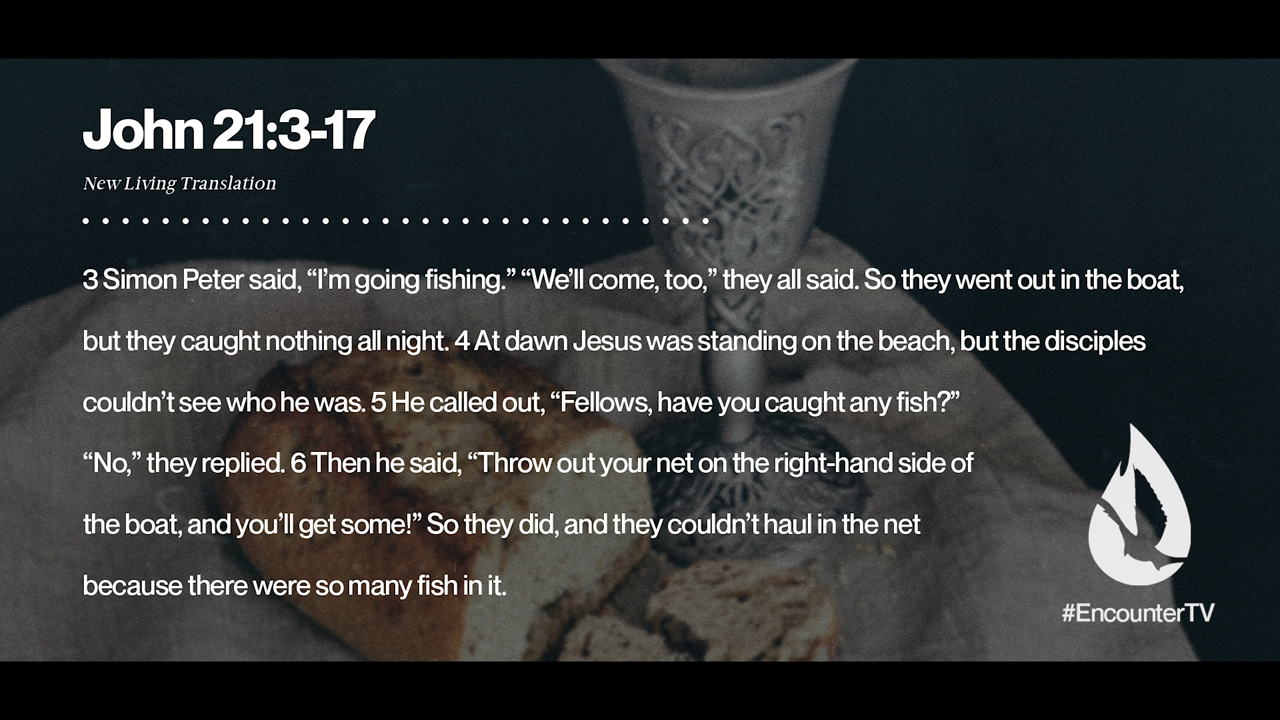 John 21:3-17
New Living Translation
3 Simon Peter said, “I’m going fishing.” “We’ll come, too,” they all said. So they went out in the boat,
but they caught nothing all night. 4 At dawn Jesus was standing on the beach, but the disciples
couldn’t see who he was. 5 He called out, “Fellows, have you caught any fish?”
“No,” they replied. 6 Then he said, “Throw out your net on the right-hand side of
the boat, and you’ll get some!” So they did, and they couldn’t haul in the net
because there were so many fish in it.
#EncounterTV